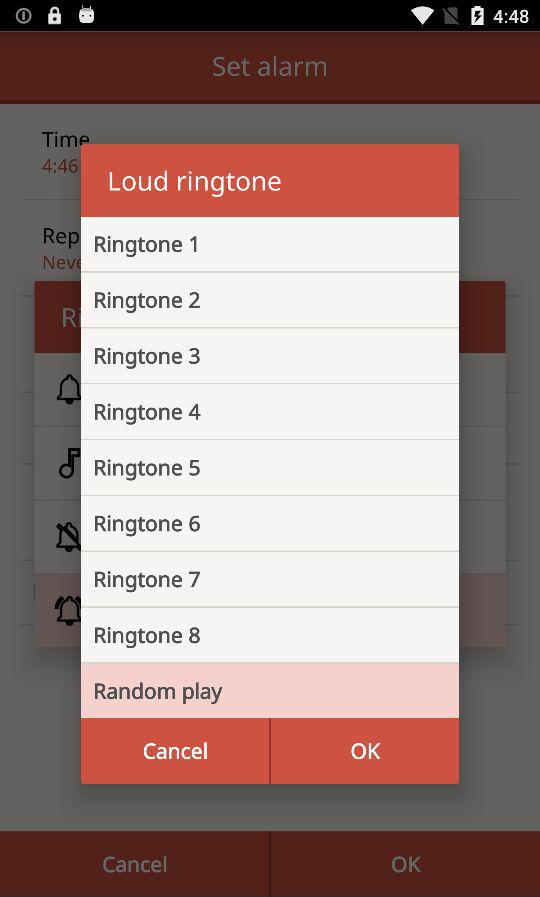 4:48
Set alarm
Time
4:46
Rep
Neve
Ri
Loud ringtone
Ringtone 1
Ringtone 2
Ringtone 3
Ringtone 4
Ringtone 5
Ringtone 6
Ringtone 7
Ringtone 8
Random play
Cancel OK
Cancel OK